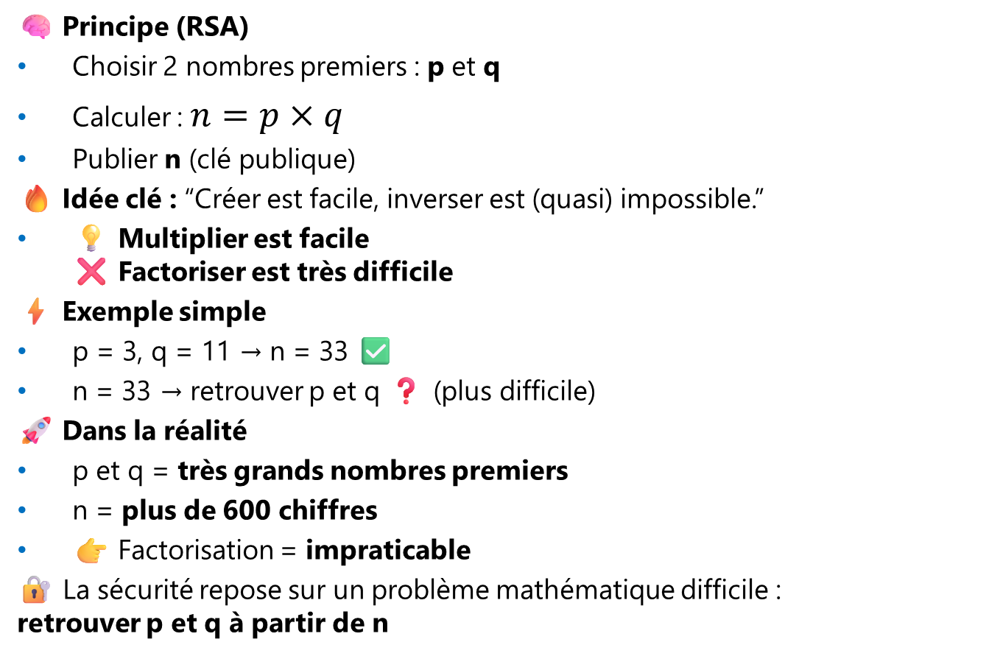 🧠 Principe (RSA)
• Choisir 2 nombres premiers : p et q
• Calculer : n = p × q
• Publier n (clé publique)
🔥 Idée clé : “Créer est facile, inverser est (quasi) impossible.”
• 💡 Multiplier est facile
❌ Factoriser est très difficile
⚡ Exemple simple
• p = 3, q = 11 → n = 33 ✅
• n = 33 → retrouver p et q ❓ (plus difficile)
🚀 Dans la réalité
• p et q = très grands nombres premiers
• n = plus de 600 chiffres
• 👉 Factorisation = impraticable
🔐 La sécurité repose sur un problème mathématique difficile :
retrouver p et q à partir de n